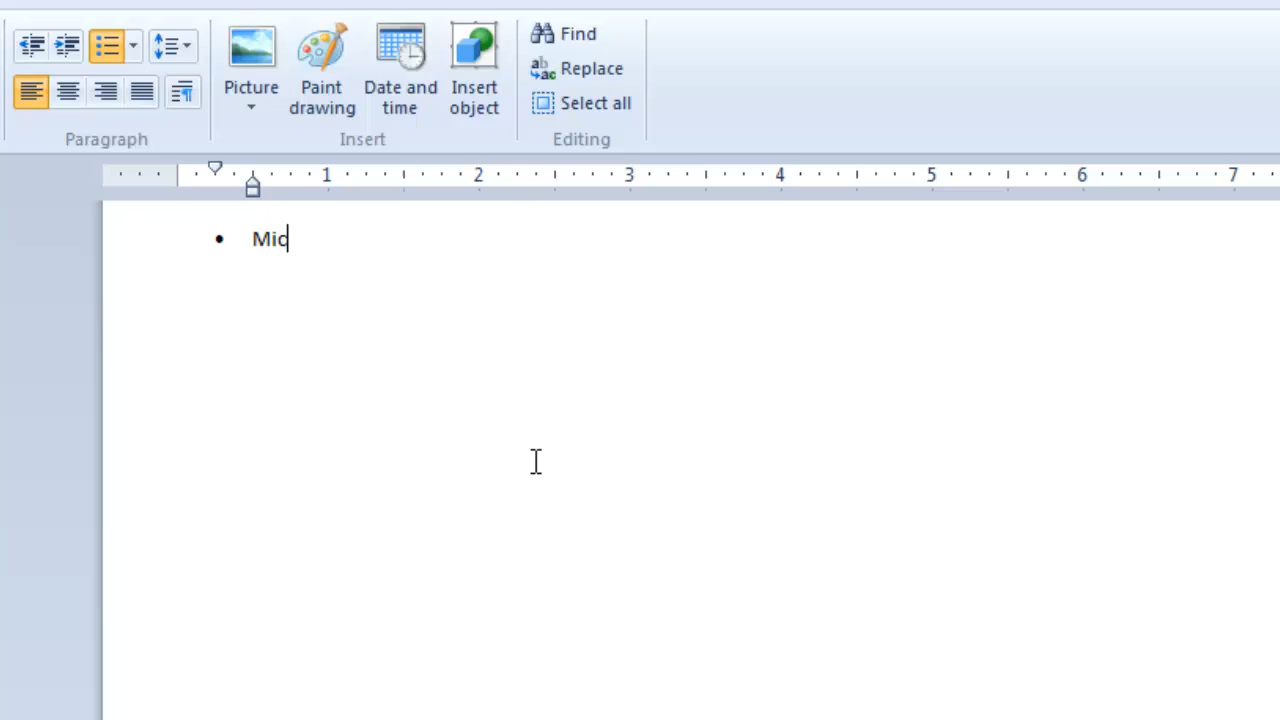 Find
Replace
Select all
Picture
Paint drawing
Date and time
Insert object
Paragraph
Insert
Editing
1 2 3 4 5 6 7
• Mic